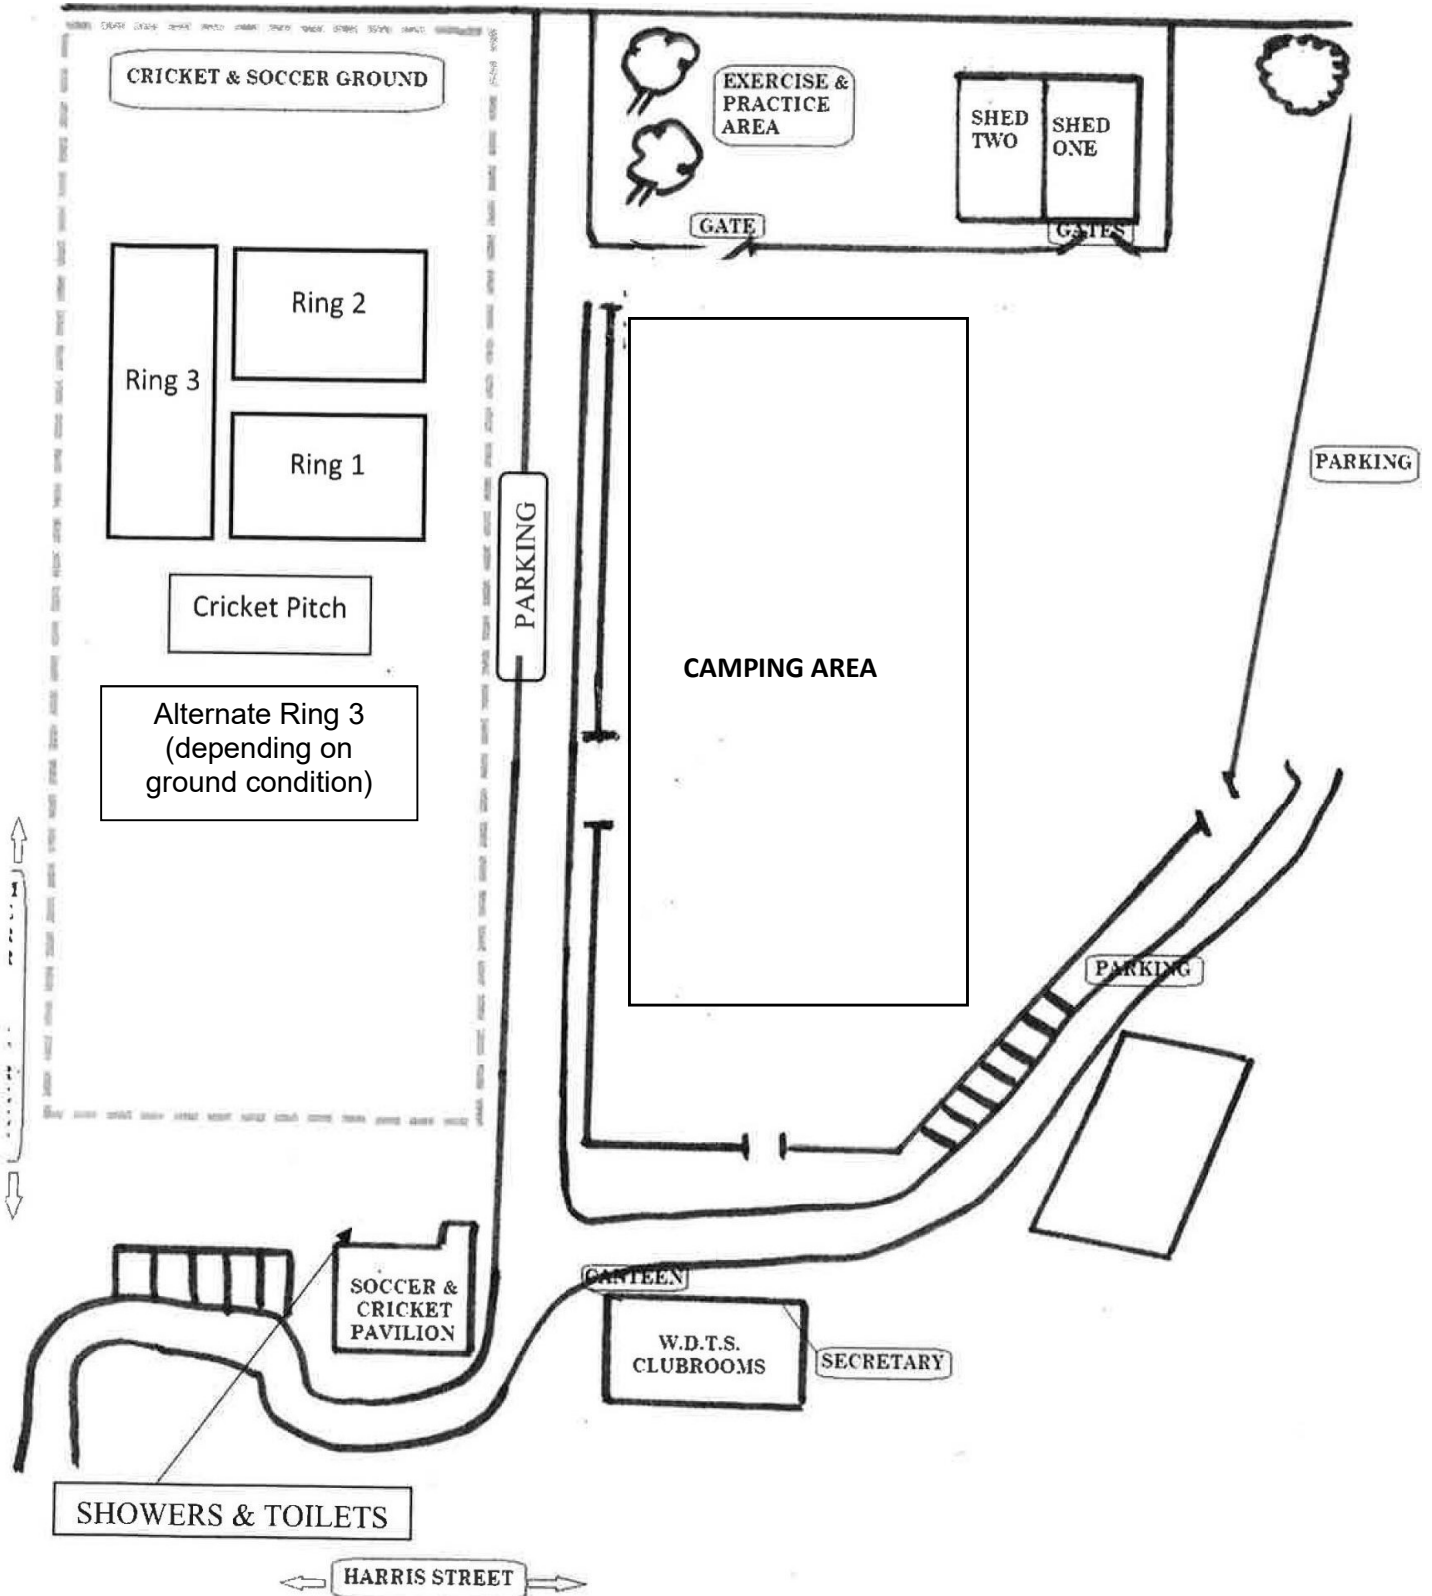 CRICKET & SOCCER GROUND
EXERCISE &
PRACTICE
AREA
SHED
TWO
SHED
ONE
GATE
GATES
Ring 2
Ring 3
Ring 1
PARKING
PARKING
Cricket Pitch
CAMPING AREA
Alternate Ring 3
(depending on
ground condition)
PARKING
SOCCER &
CRICKET
PAVILION
CANTEEN
W.D.T.S.
CLUBROOMS
SECRETARY
SHOWERS & TOILETS
HARRIS STREET